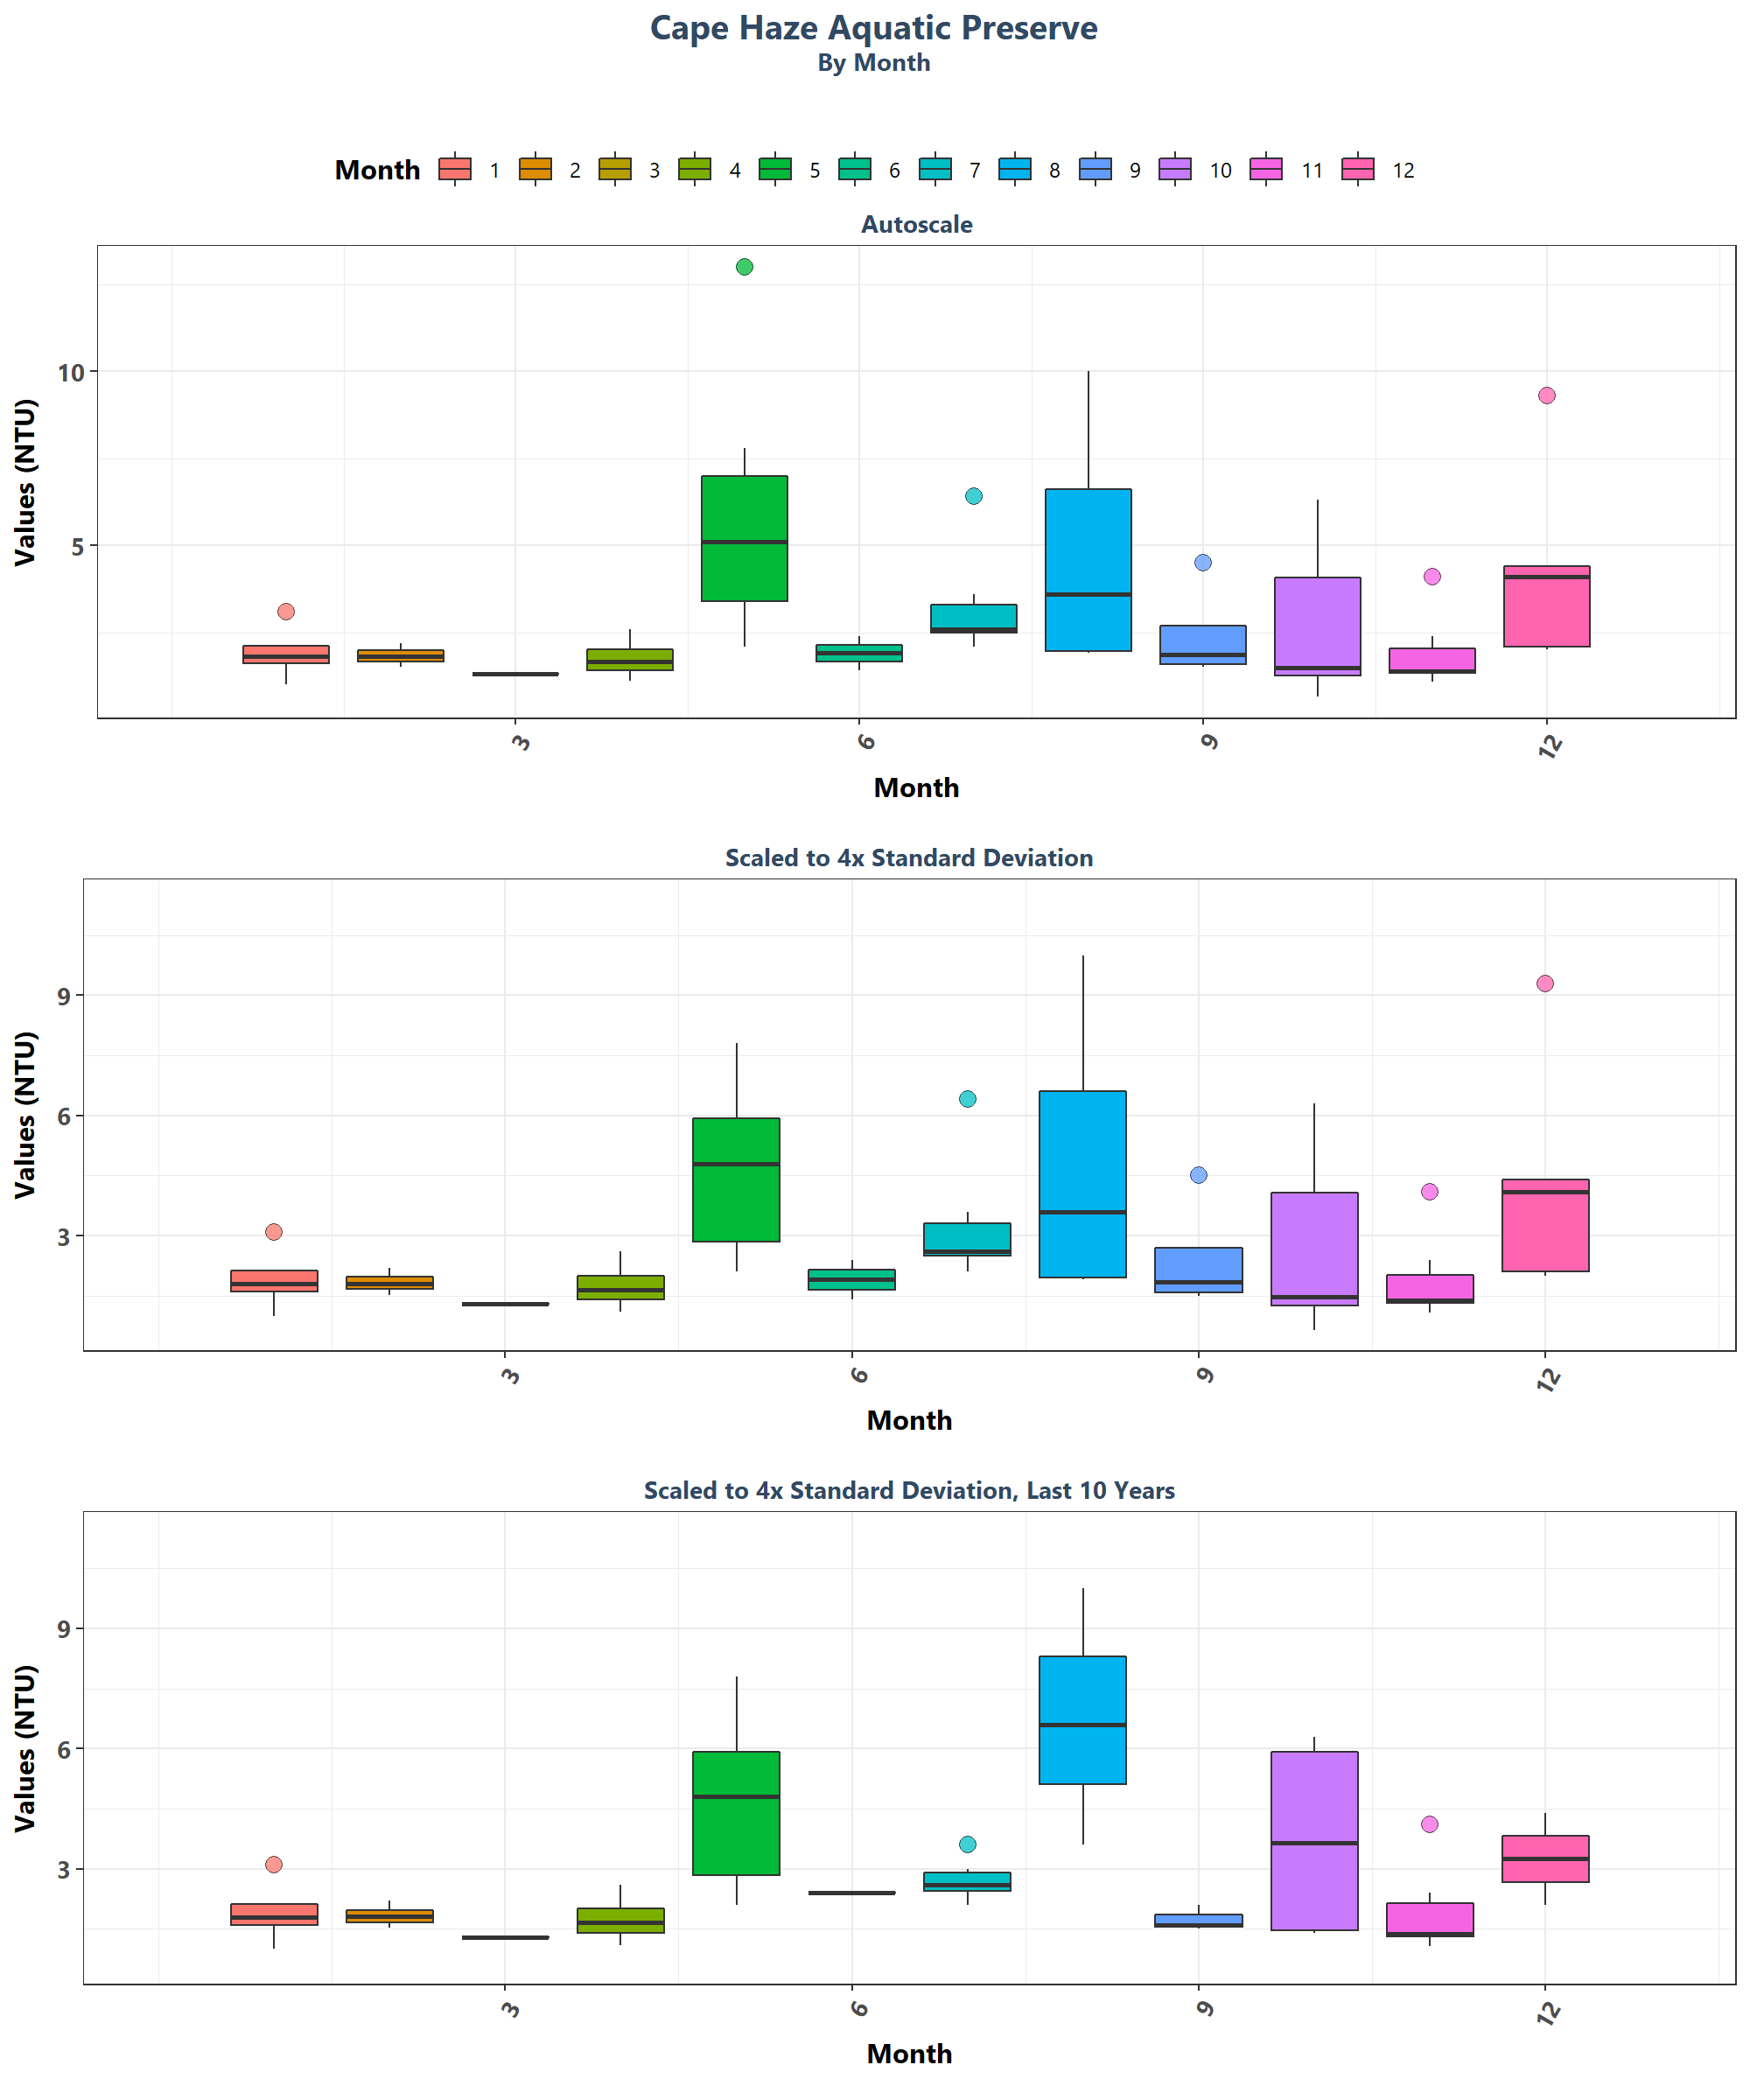 Cape Haze Aquatic Preserve
By Month
Month 1 2 3 4 5 6 7 8 9 10 11 12
Autoscale
Values (NTU)
10
5
3 6 9 12
Month
Scaled to 4x Standard Deviation
Values (NTU)
9
6
3
3 6 9 12
Month
Scaled to 4x Standard Deviation, Last 10 Years
Values (NTU)
9
6
3
3 6 9 12
Month